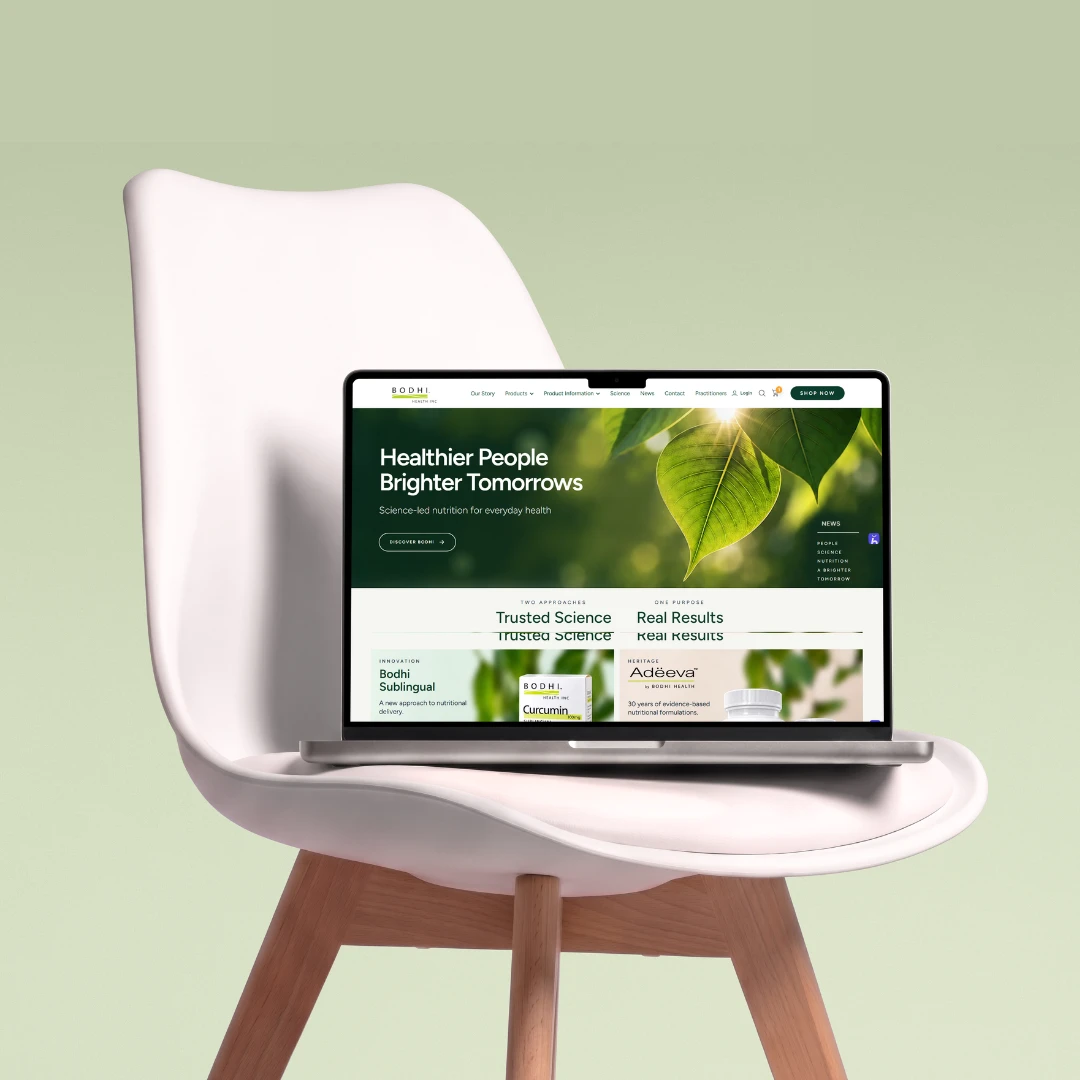 BODHI.
HEALTH INC
Our Story Products Product Information Science News Contact Practitioners Login SHOP NOW
Healthier People
Brighter Tomorrows
Science-led nutrition for everyday health
DISCOVER BODHI
NEWS
PEOPLE
SCIENCE
NUTRITION
A BRIGHTER
TOMORROW
TWO APPROACHES ONE PURPOSE
Trusted Science Real Results
Trusted Science Real Results
INNOVATION
Bodhi
Sublingual
A new approach to nutritional
delivery.
BODHI.
HEALTH INC
Curcumin
HERITAGE
Adëeva™
by BODHI HEALTH
30 years of evidence-based
nutritional formulations.